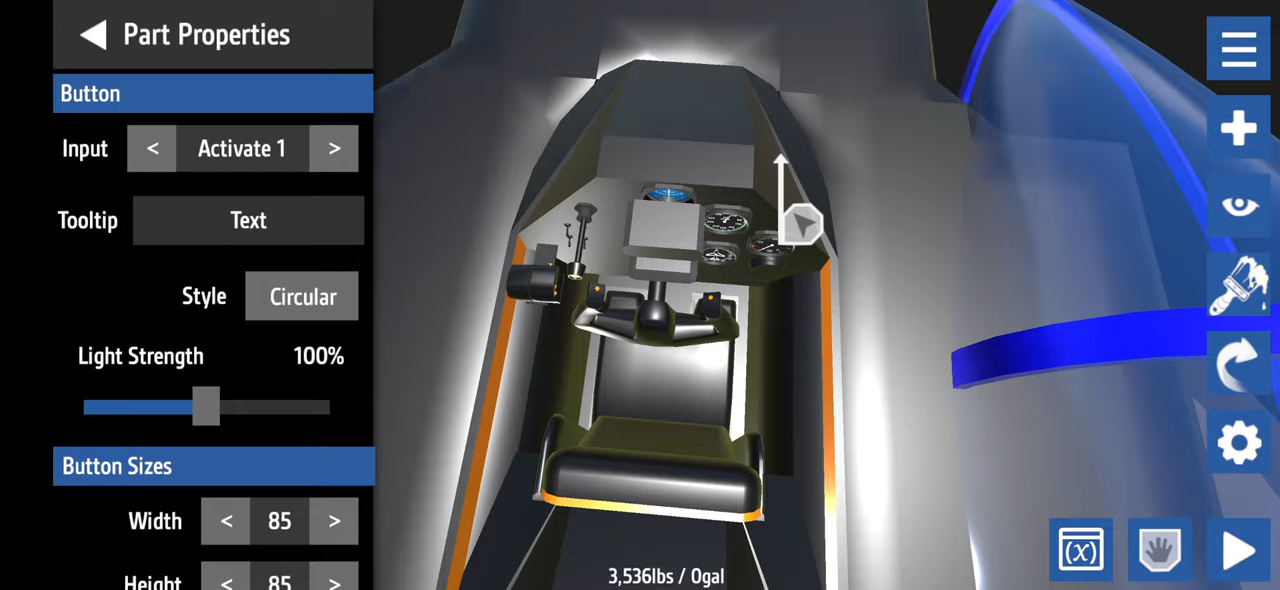 Part Properties
Button
Input < Activate 1 >
Tooltip Text
Style Circular
Light Strength 100%
Button Sizes
Width < 85 >
Height < 85 >
(x)
3,536lbs / 0gal